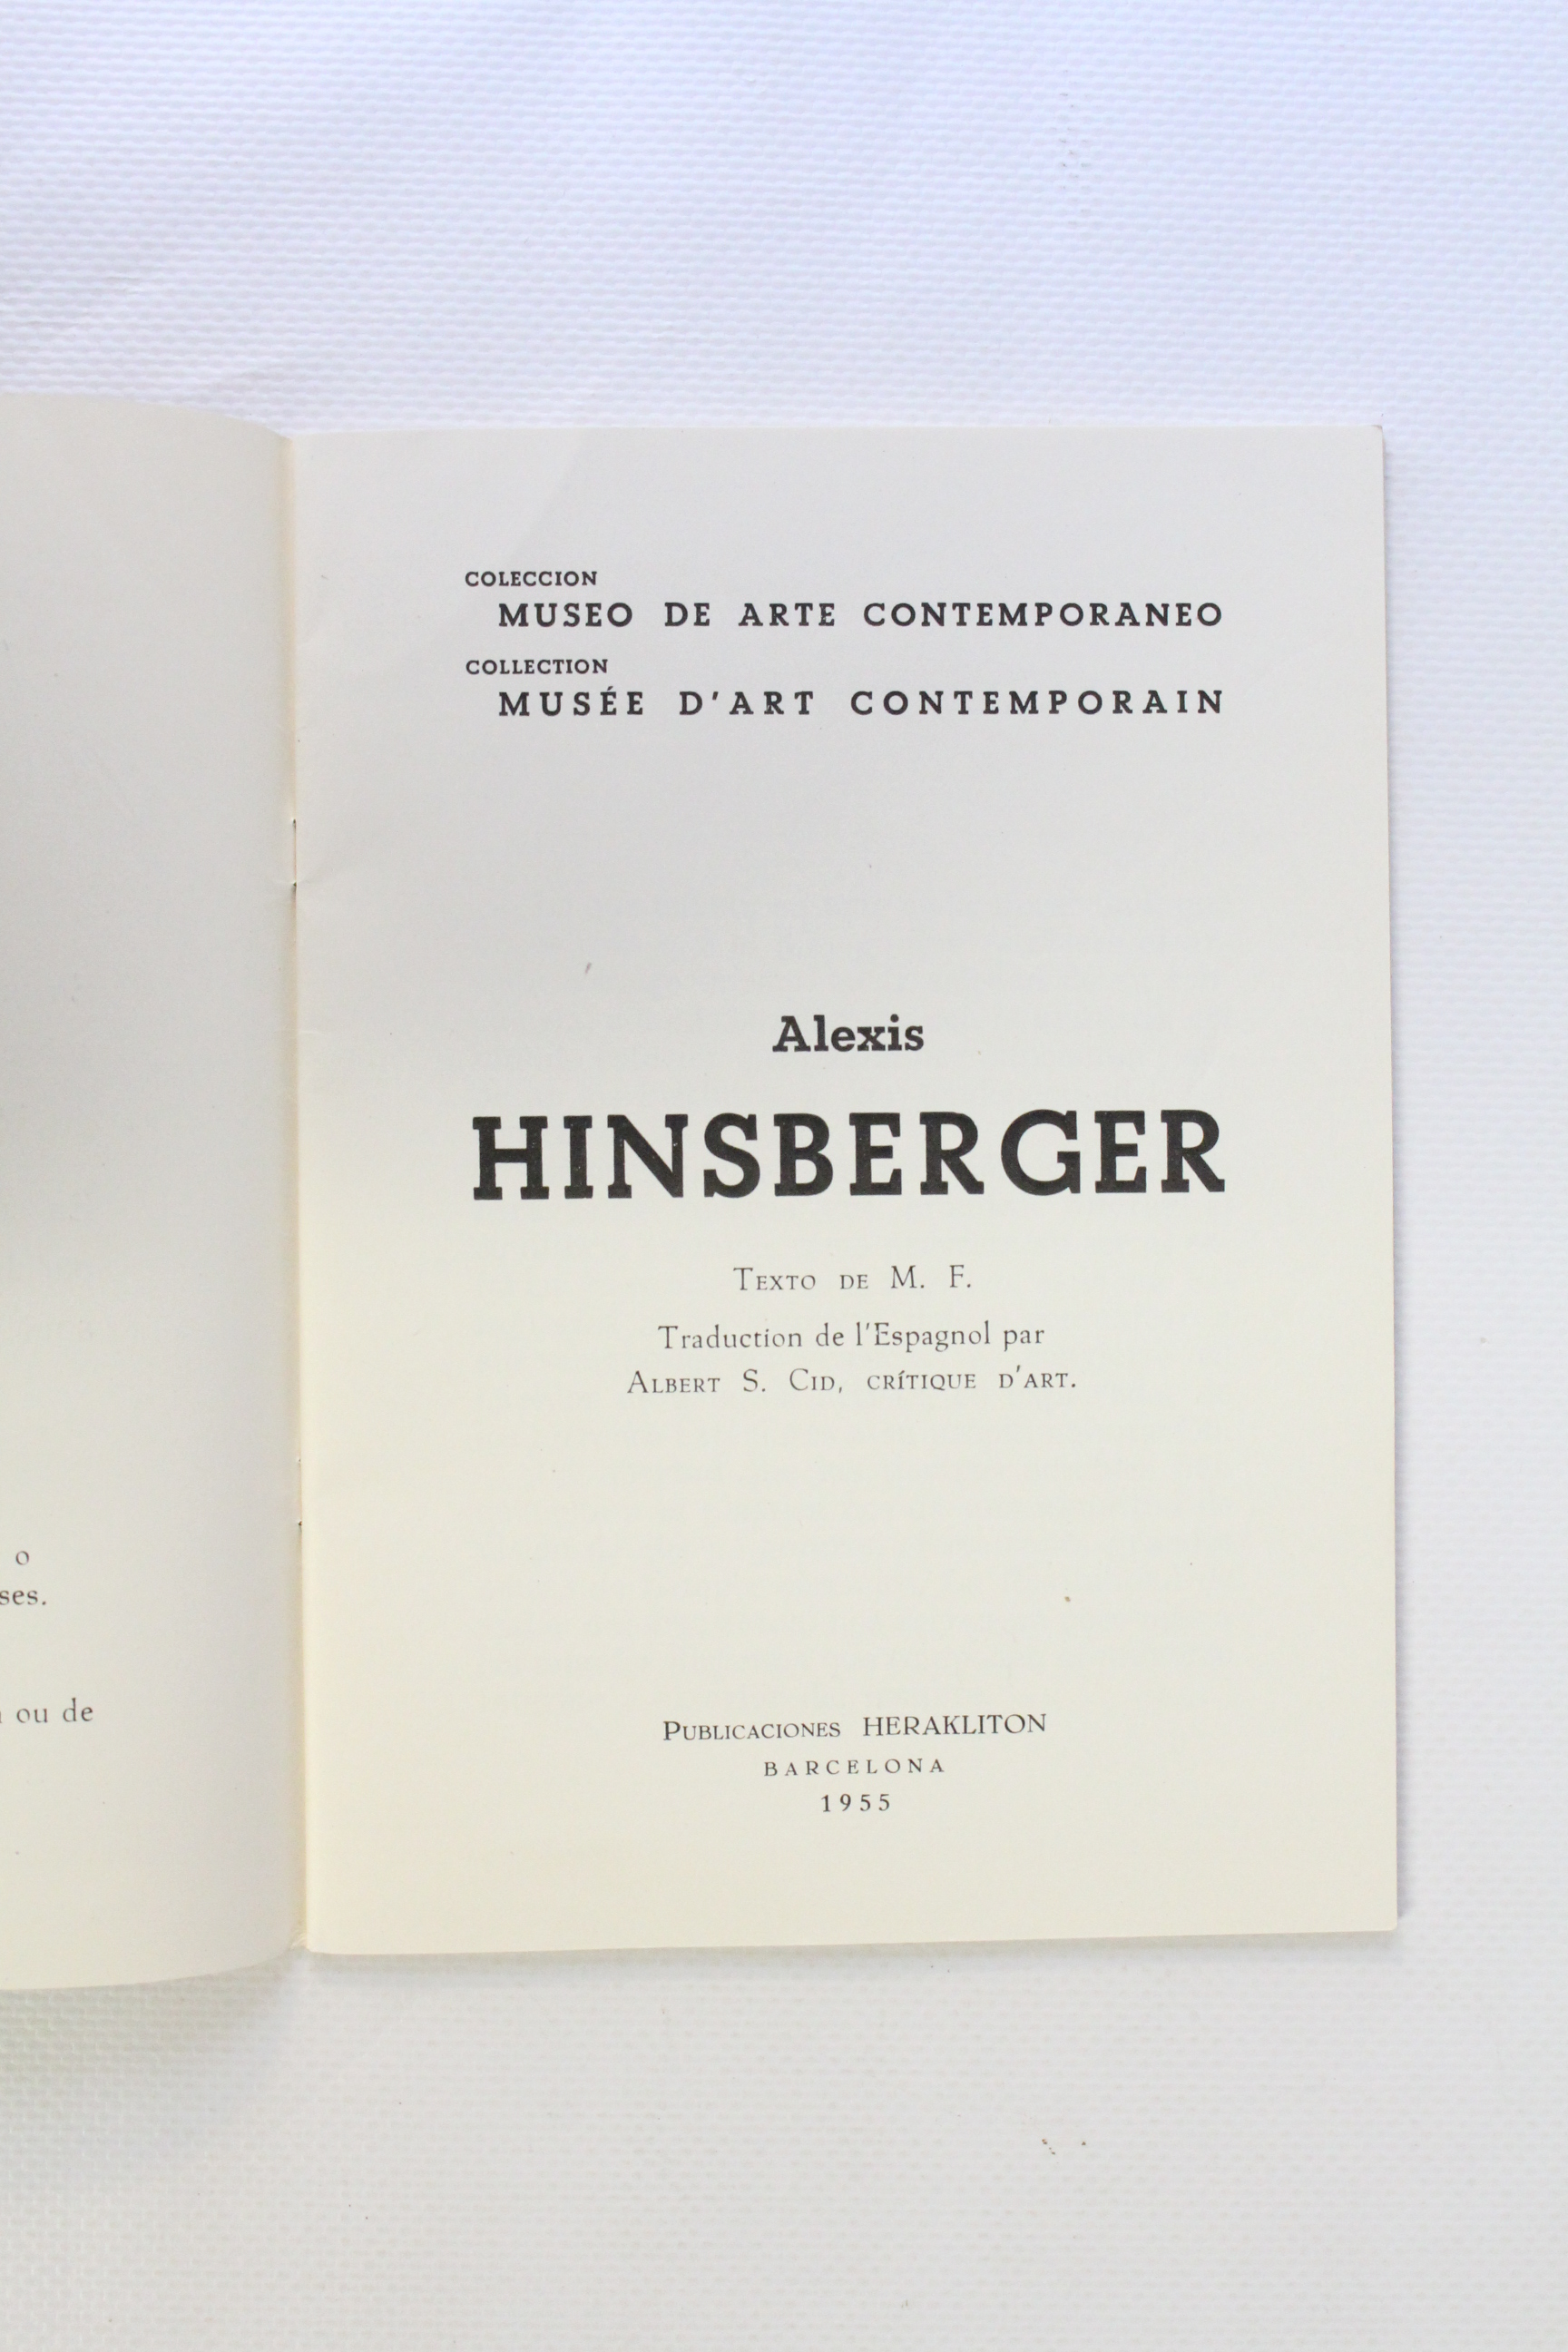 o
ses.
ou de
COLECCION
MUSEO DE ARTE CONTEMPORANEO
COLLECTION
MUSÉE D'ART CONTEMPORAIN
Alexis
HINSBERGER
TEXTO DE M. F.
Traduction de l'Espagnol par
ALBERT S. CID, CRÍTIQUE D'ART.
PUBLICACIONES HERAKLITON
BARCELONA
1955